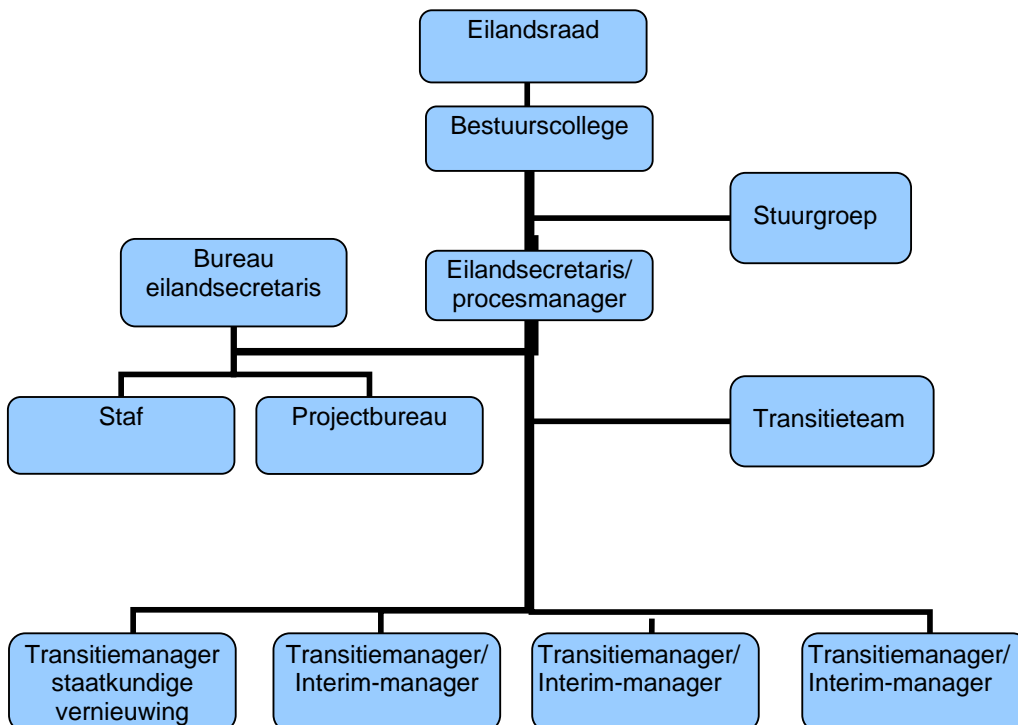 Eilandsraad
Bestuurscollege
Stuurgroep
Bureau
eilandsecretaris
Eilandsecretaris/
procesmanager
Staf
Projectbureau
Transitieteam
Transitiemanager
staatkundige
vernieuwing
Transitiemanager/
Interim-manager
Transitiemanager/
Interim-manager
Transitiemanager/
Interim-manager